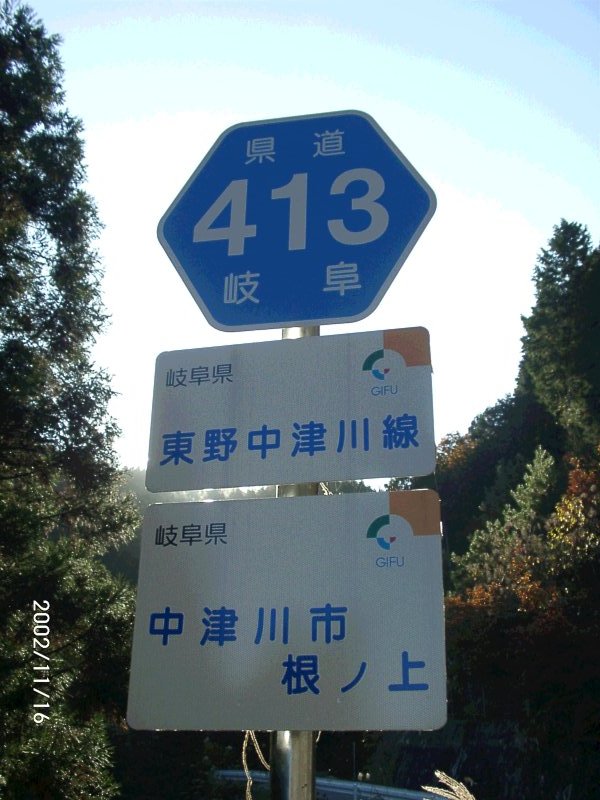 県道
413
岐阜
岐阜県
GIFU
東野中津川線
岐阜県
GIFU
中津川市
根ノ上
2002/11/16